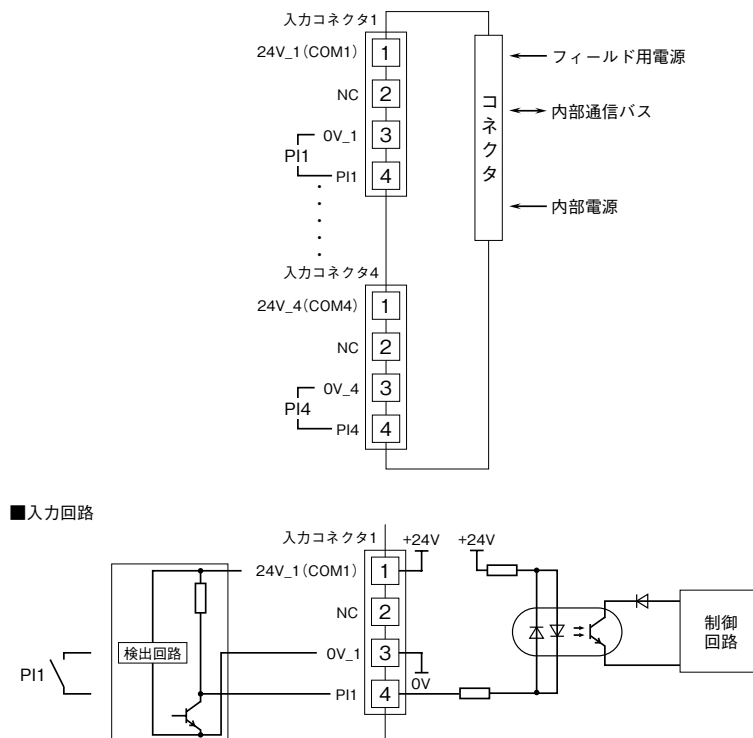 入力コネクタ1
24V_1(COM1) 1
NC 2
0V_1 3
PI1
PI1 4
コネクタ
フィールド用電源
内部通信バス
内部電源
入力コネクタ4
24V_4(COM4) 1
NC 2
0V_4 3
PI4
PI4 4
■入力回路
入力コネクタ1
+24V +24V
24V_1(COM1) 1
NC 2
検出回路
0V_1 3
0V
PI1
PI1 4
制御
回路